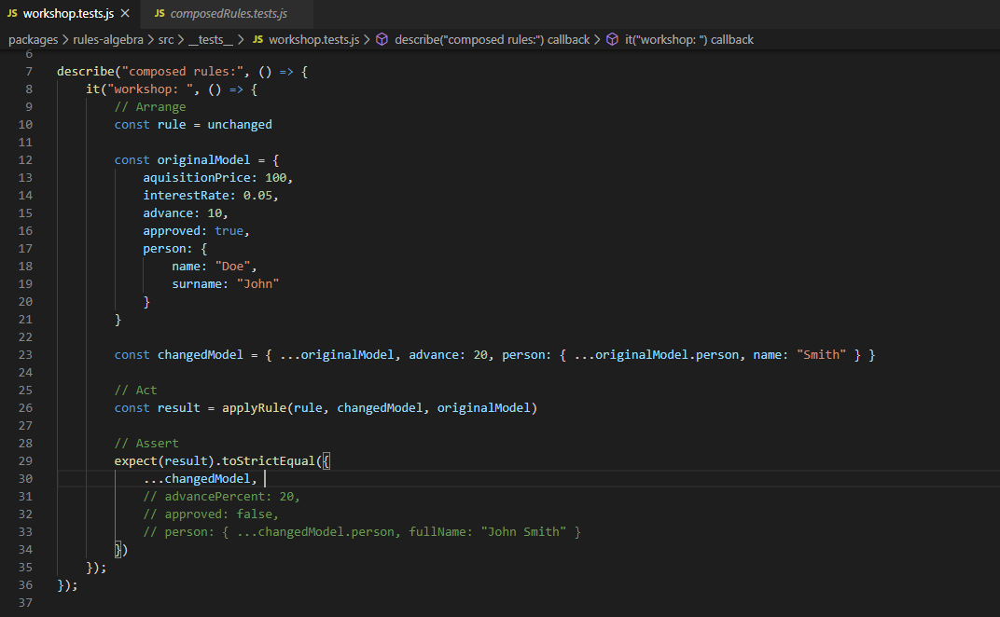 JS workshop.tests.js × JS composedRules.tests.js
packages > rules-algebra > src > __tests__ > JS workshop.tests.js > describe("composed rules:") callback > it("workshop: ") callback
6
7 describe("composed rules:", () => {
8     it("workshop: ", () => {
9         // Arrange
10         const rule = unchanged
11
12         const originalModel = {
13             aquisitionPrice: 100,
14             interestRate: 0.05,
15             advance: 10,
16             approved: true,
17             person: {
18                 name: "Doe",
19                 surname: "John"
20             }
21         }
22
23         const changedModel = { ...originalModel, advance: 20, person: { ...originalModel.person, name: "Smith" } }
24
25         // Act
26         const result = applyRule(rule, changedModel, originalModel)
27
28         // Assert
29         expect(result).toStrictEqual({
30             ...changedModel,
31             // advancePercent: 20,
32             // approved: false,
33             // person: { ...changedModel.person, fullName: "John Smith" }
34         })
35     });
36 });
37